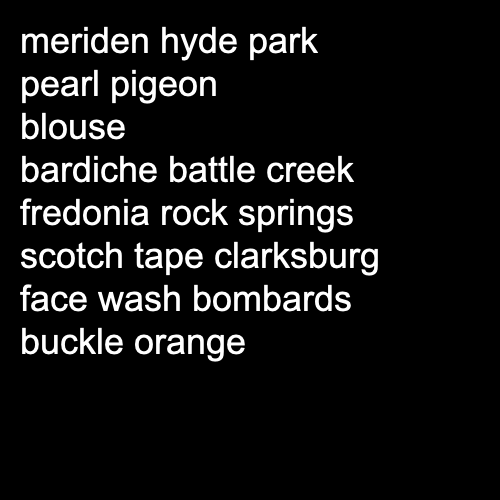 meriden hyde park
pearl pigeon
blouse
bardiche battle creek
fredonia rock springs
scotch tape clarksburg
face wash bombards
buckle orange